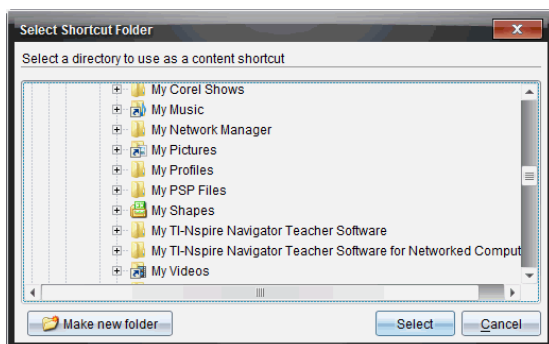 Select Shortcut Folder
Select a directory to use as a content shortcut
My Corel Shows
My Music
My Network Manager
My Pictures
My Profiles
My PSP Files
My Shapes
My TI-Nspire Navigator Teacher Software
My TI-Nspire Navigator Teacher Software for Networked Comput
My Videos
Make new folder
Select
Cancel